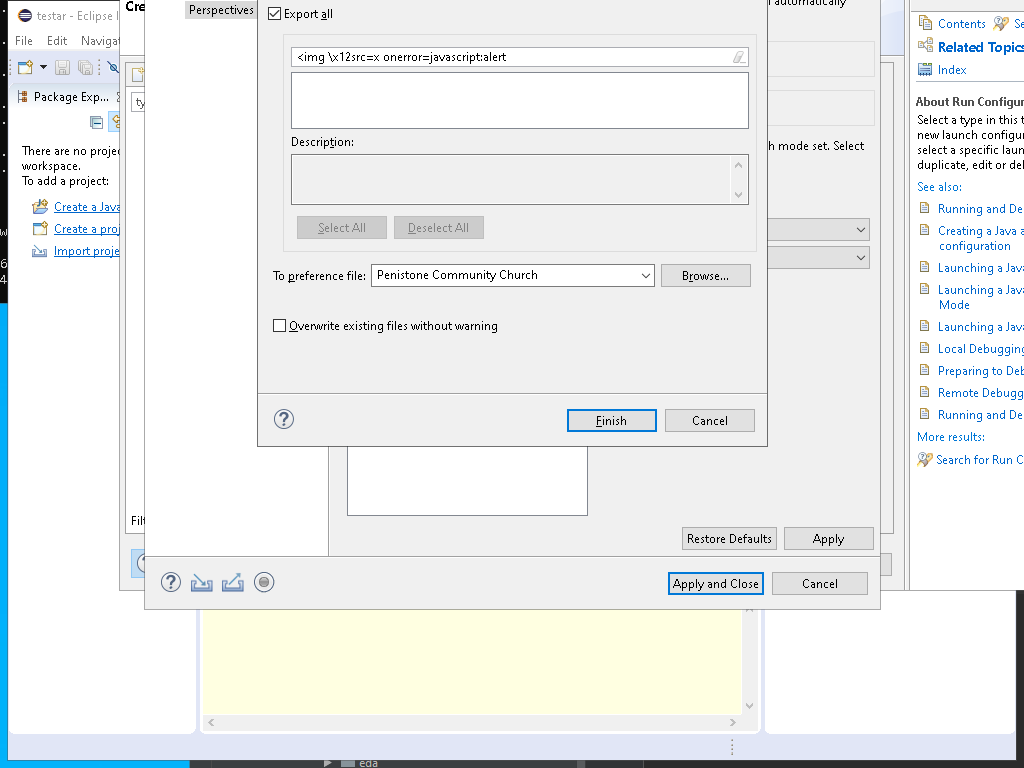 testar - Eclipse
File Edit Navigat
Package Exp...
There are no proje
workspace.
To add a project:
Create a Java
Create a proj
Import proje
Cre
ty
Filt
Perspectives
Export all
<img \x12src=x onerror=javascript:alert
Description:
Select All
Deselect All
To preference file:
Penistone Community Church
Browse...
Overwrite existing files without warning
Finish
Cancel
automatically
h mode set. Select
Restore Defaults
Apply
Apply and Close
Cancel
Contents
Se
Related Topics
Index
About Run Configur
Select a type in this t
new launch configur
select a specific laun
duplicate, edit or del
See also:
Running and De
Creating a Java a
configuration
Launching a Java
Launching a Java
Mode
Launching a Java
Local Debugging
Preparing to Deb
Remote Debugg
Running and De
More results:
Search for Run C
eda